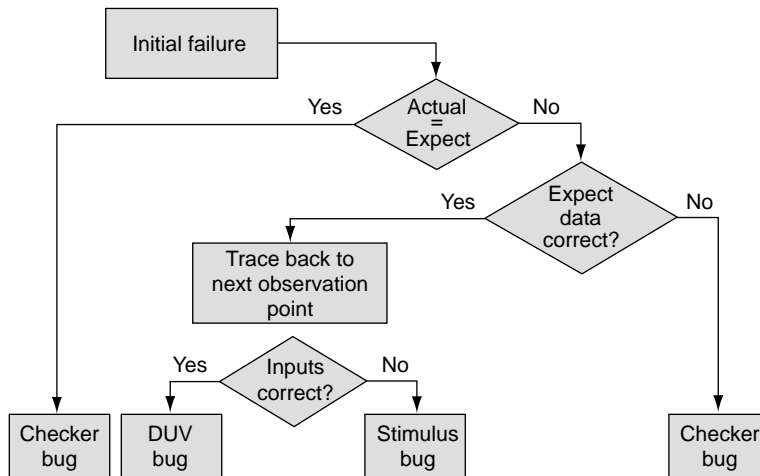 Initial failure
Yes
Actual
=
Expect
No
Yes
Expect
data
correct?
No
Trace back to
next observation
point
Yes
Inputs
correct?
No
Checker
bug
DUV
bug
Stimulus
bug
Checker
bug